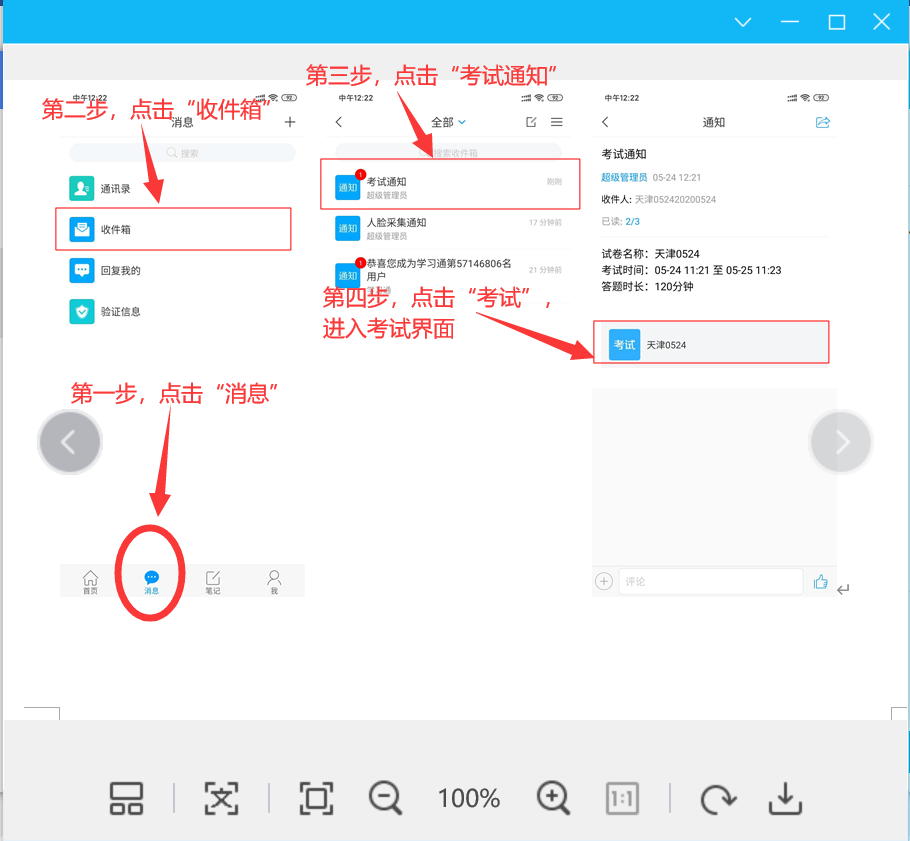 第三步，点击“考试通知”
第二步，点击“收件箱”
中午12:22
消息
搜索
通讯录
收件箱
回复我的
验证信息
第一步，点击“消息”
首页
消息
笔记
我
中午12:22
92
全部
搜索收件箱
通知
1
考试通知
刚刚
超级管理员
通知
人脸采集通知
17 分钟前
超级管理员
通知
1
恭喜您成为学习通第57146806名
用户
21 分钟前
第四步，点击“考试”，
进入考试界面
中午12:22
92
通知
考试通知
超级管理员 05-24 12:21
收件人: 天津052420200524
已读: 2/3
试卷名称：天津0524
考试时间：05-24 11:21 至 05-25 11:23
答题时长：120分钟
考试
天津0524
评论
100%
1:1